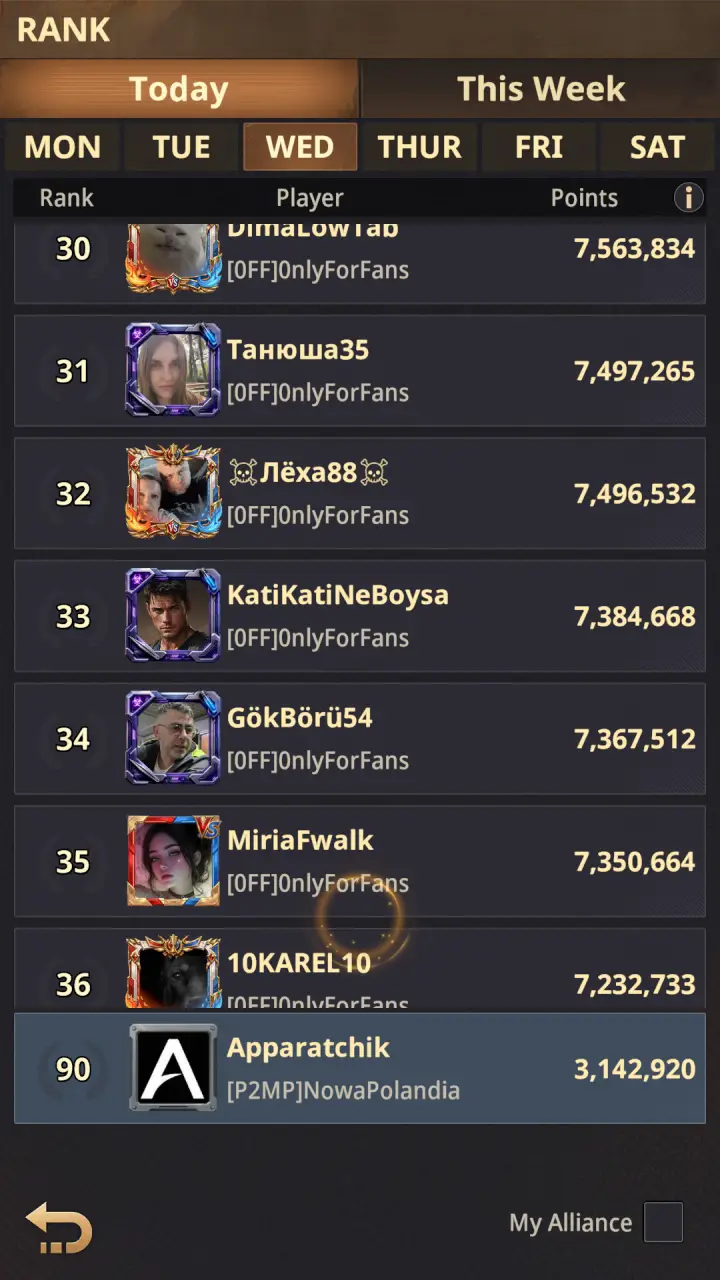 RANK
Today
This Week
MON
TUE
WED
THUR
FRI
SAT
Rank
Player
Points
30
DimaLowTab
[0FF]0nlyForFans
7,563,834
31
Танюша35
[0FF]0nlyForFans
7,497,265
32
☠Лёха88☠
[0FF]0nlyForFans
7,496,532
33
KatiKatiNeBoysa
[0FF]0nlyForFans
7,384,668
34
GökBörü54
[0FF]0nlyForFans
7,367,512
35
MiriaFwalk
[0FF]0nlyForFans
7,350,664
36
10KAREL10
[0FF]0nlyForFans
7,232,733
90
Apparatchik
[P2MP]NowaPolandia
3,142,920
My Alliance